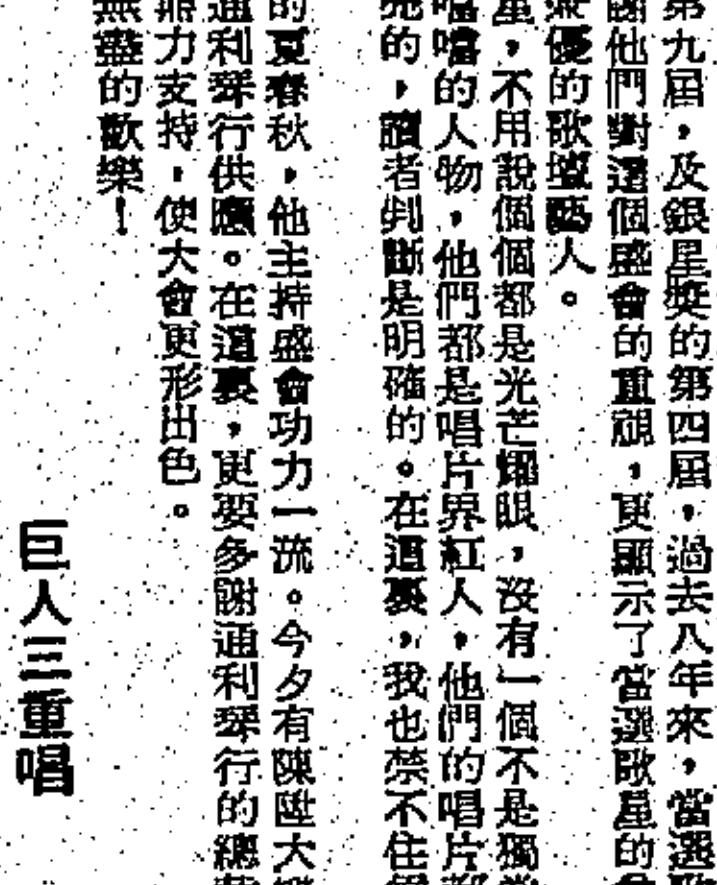 第九屆,及銀星獎的第四屆,過去八年來,當選歌
謝他們對這個盛會的重視,更顯示了當選歌星的
兼優的歌壇藝人。
星,不用說個個都是光芒耀眼,沒有一個不是獨當
噹噹的人物,他們都是唱片界紅人,他們的唱片都
亮的,讀者判斷是明確的。在這裏,我也禁不住
的夏春秋,他主持盛會功力一流。今夕有陳陞大
通利琴行供應。在這裏,更要多謝通利琴行的總
力支持,使大會更形出色。
無盡的歡樂!
巨人三重唱